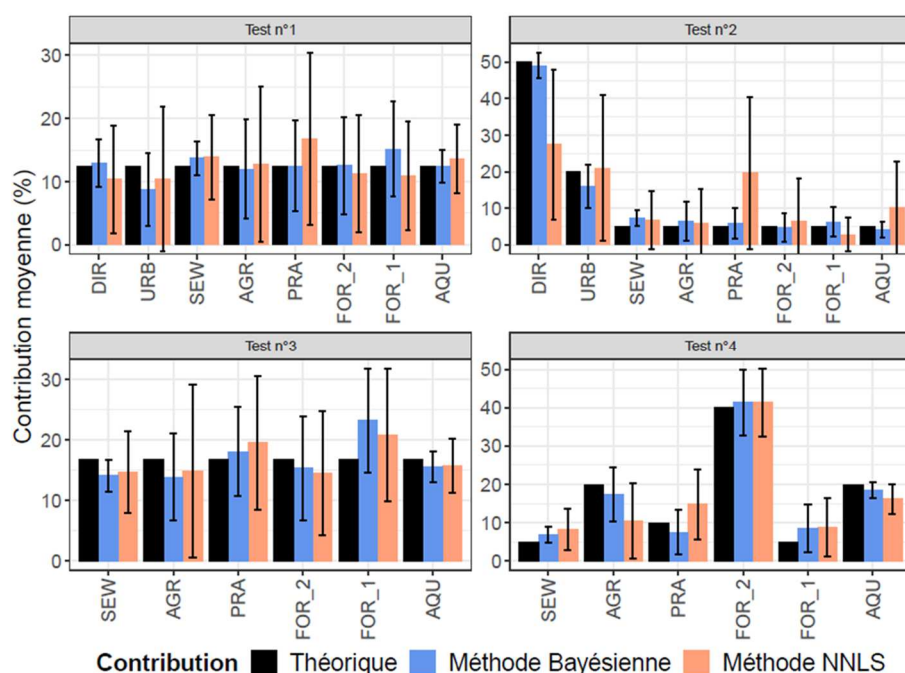 Test n°1
Test n°2
30
20
10
0
50
40
30
20
10
0
DIR
URB
SEW
AGR
PRA
FOR_2
FOR_1
AQU
DIR
URB
SEW
AGR
PRA
FOR_2
FOR_1
AQU
Contribution moyenne (%)
Test n°3
Test n°4
30
20
10
0
50
40
30
20
10
0
SEW
AGR
PRA
FOR_2
FOR_1
AQU
SEW
AGR
PRA
FOR_2
FOR_1
AQU
Contribution Théorique Méthode Bayésienne Méthode NNLS